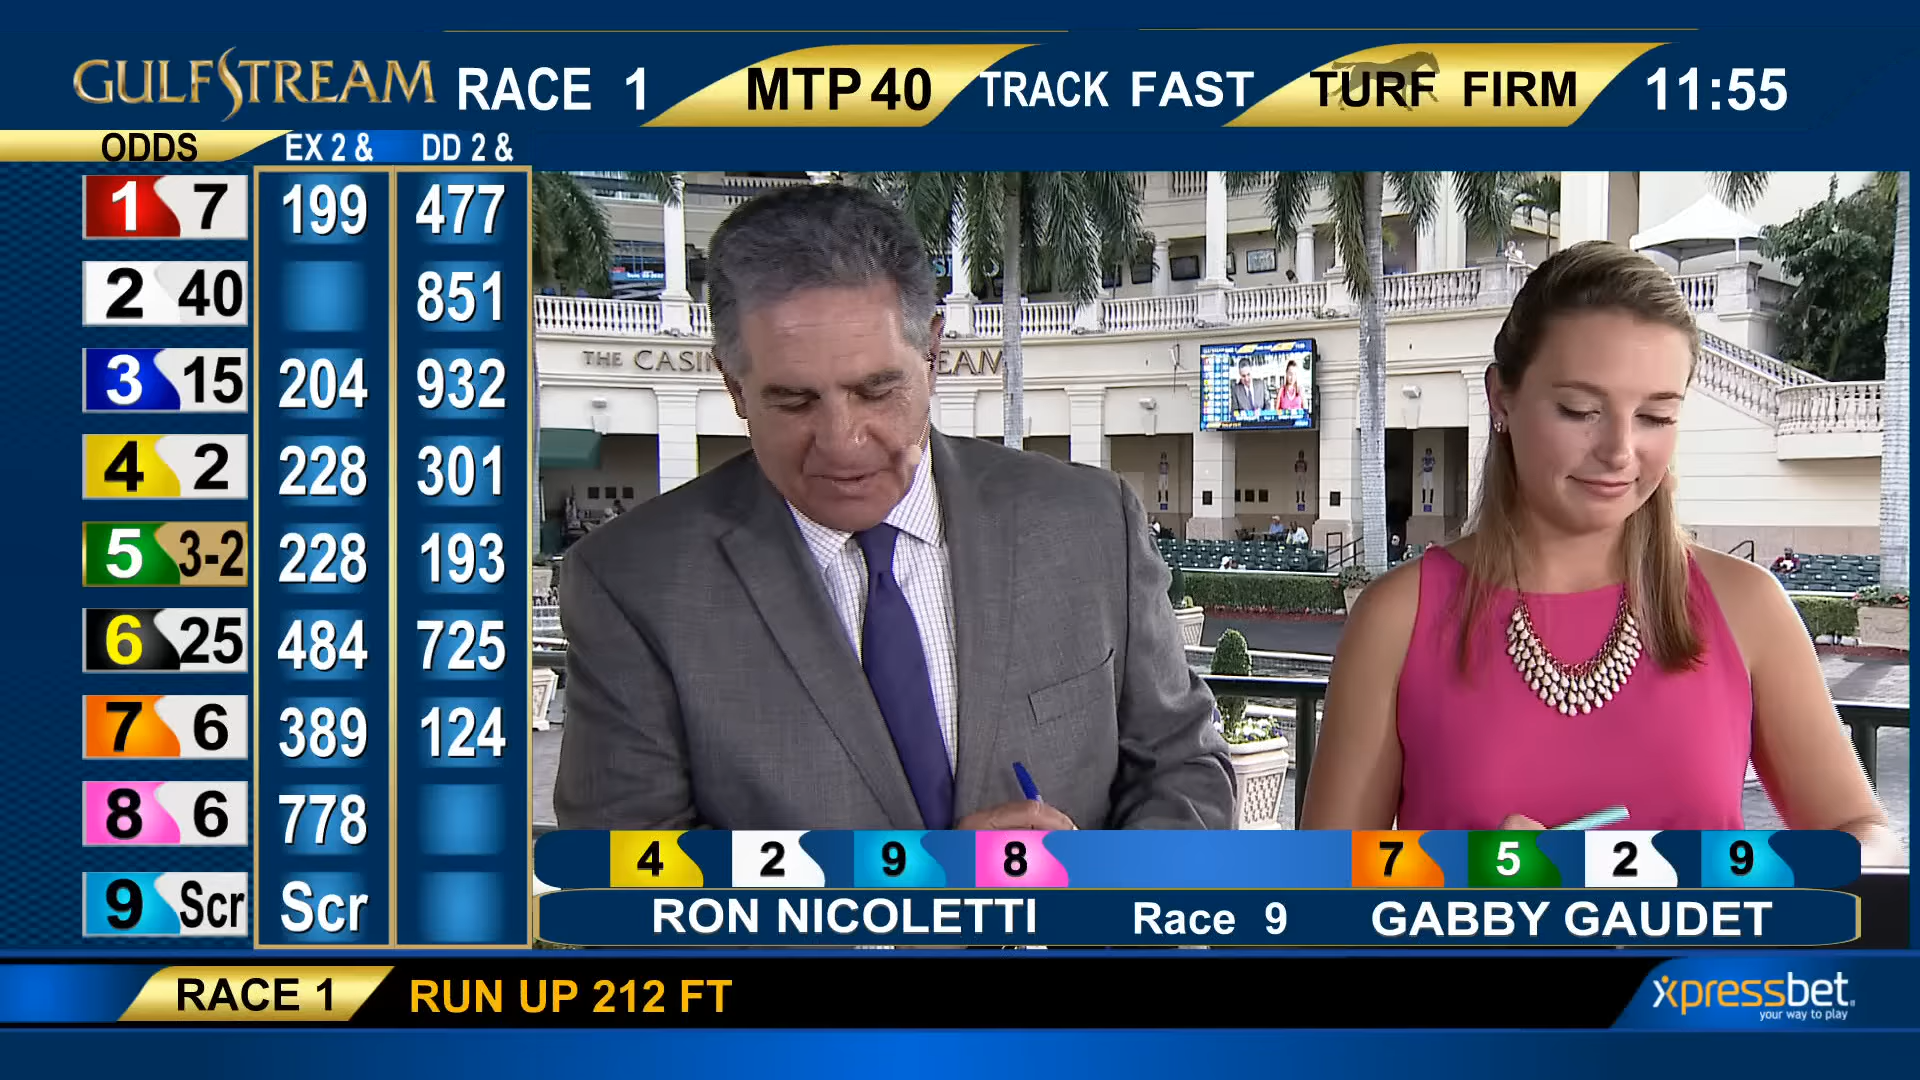 GULFSTREAM RACE 1 MTP 40 TRACK FAST TURF FIRM 11:55
ODDS EX 2 & DD 2 &
1 7 199 477
2 40 851
3 15 204 932
4 2 228 301
5 3-2 228 193
6 25 484 725
7 6 389 124
8 6 778
9 Scr Scr
THE CASIN EAM
4 2 9 8 7 5 2 9
RON NICOLETTI Race 9 GABBY GAUDET
RACE 1 RUN UP 212 FT
xpressbet.
your way to play